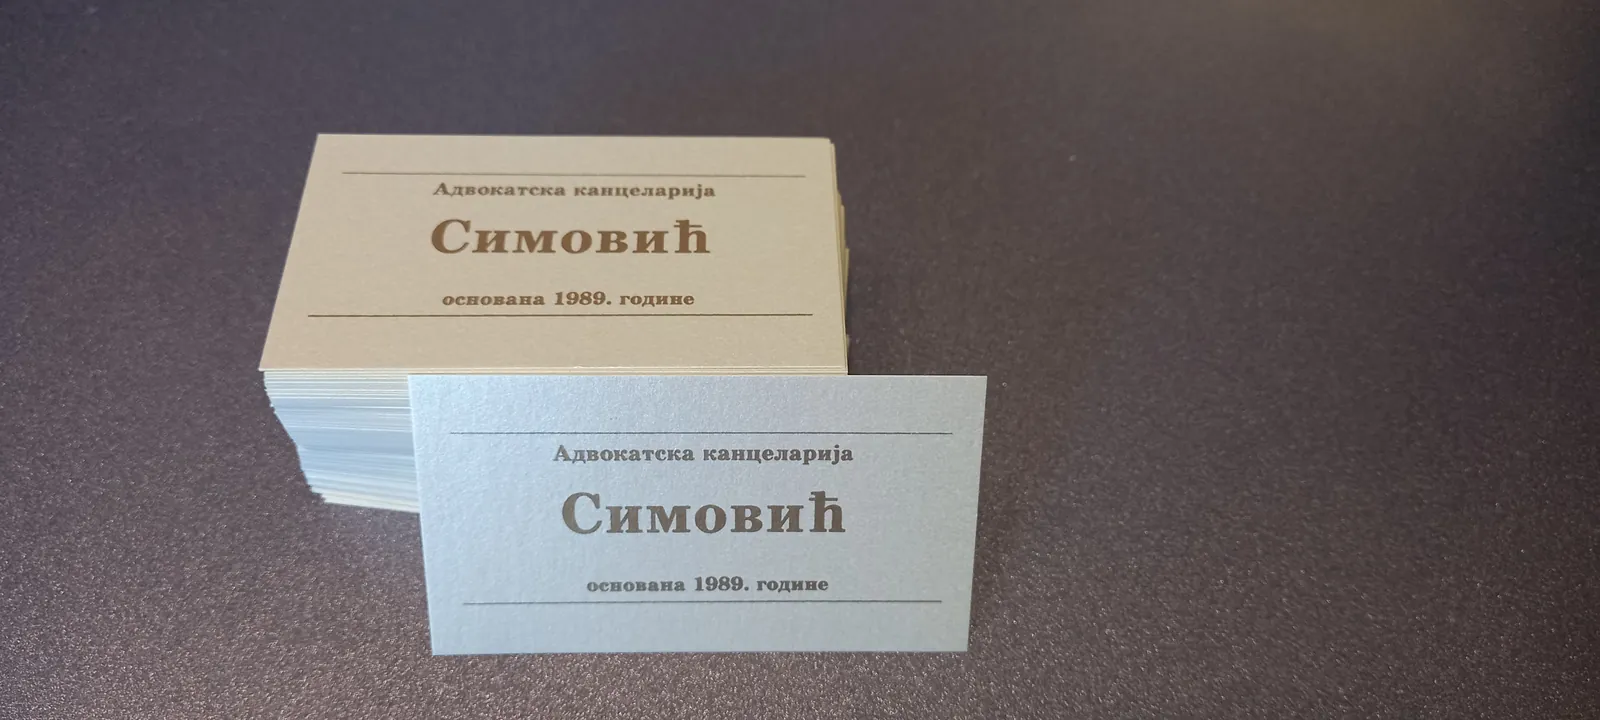 Адвокатска канцеларија
Симовић
основана 1989. године
Адвокатска канцеларија
Симовић
основана 1989. године